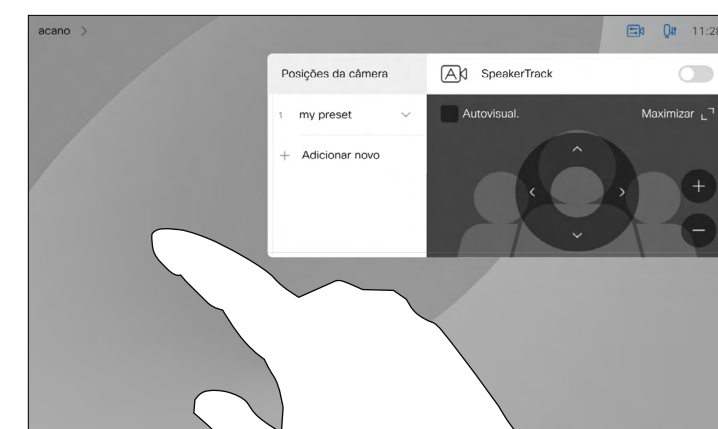 acano >
11:28
Posições da câmera
SpeakerTrack
1 my preset
Autovisual.
Maximizar
+ Adicionar novo